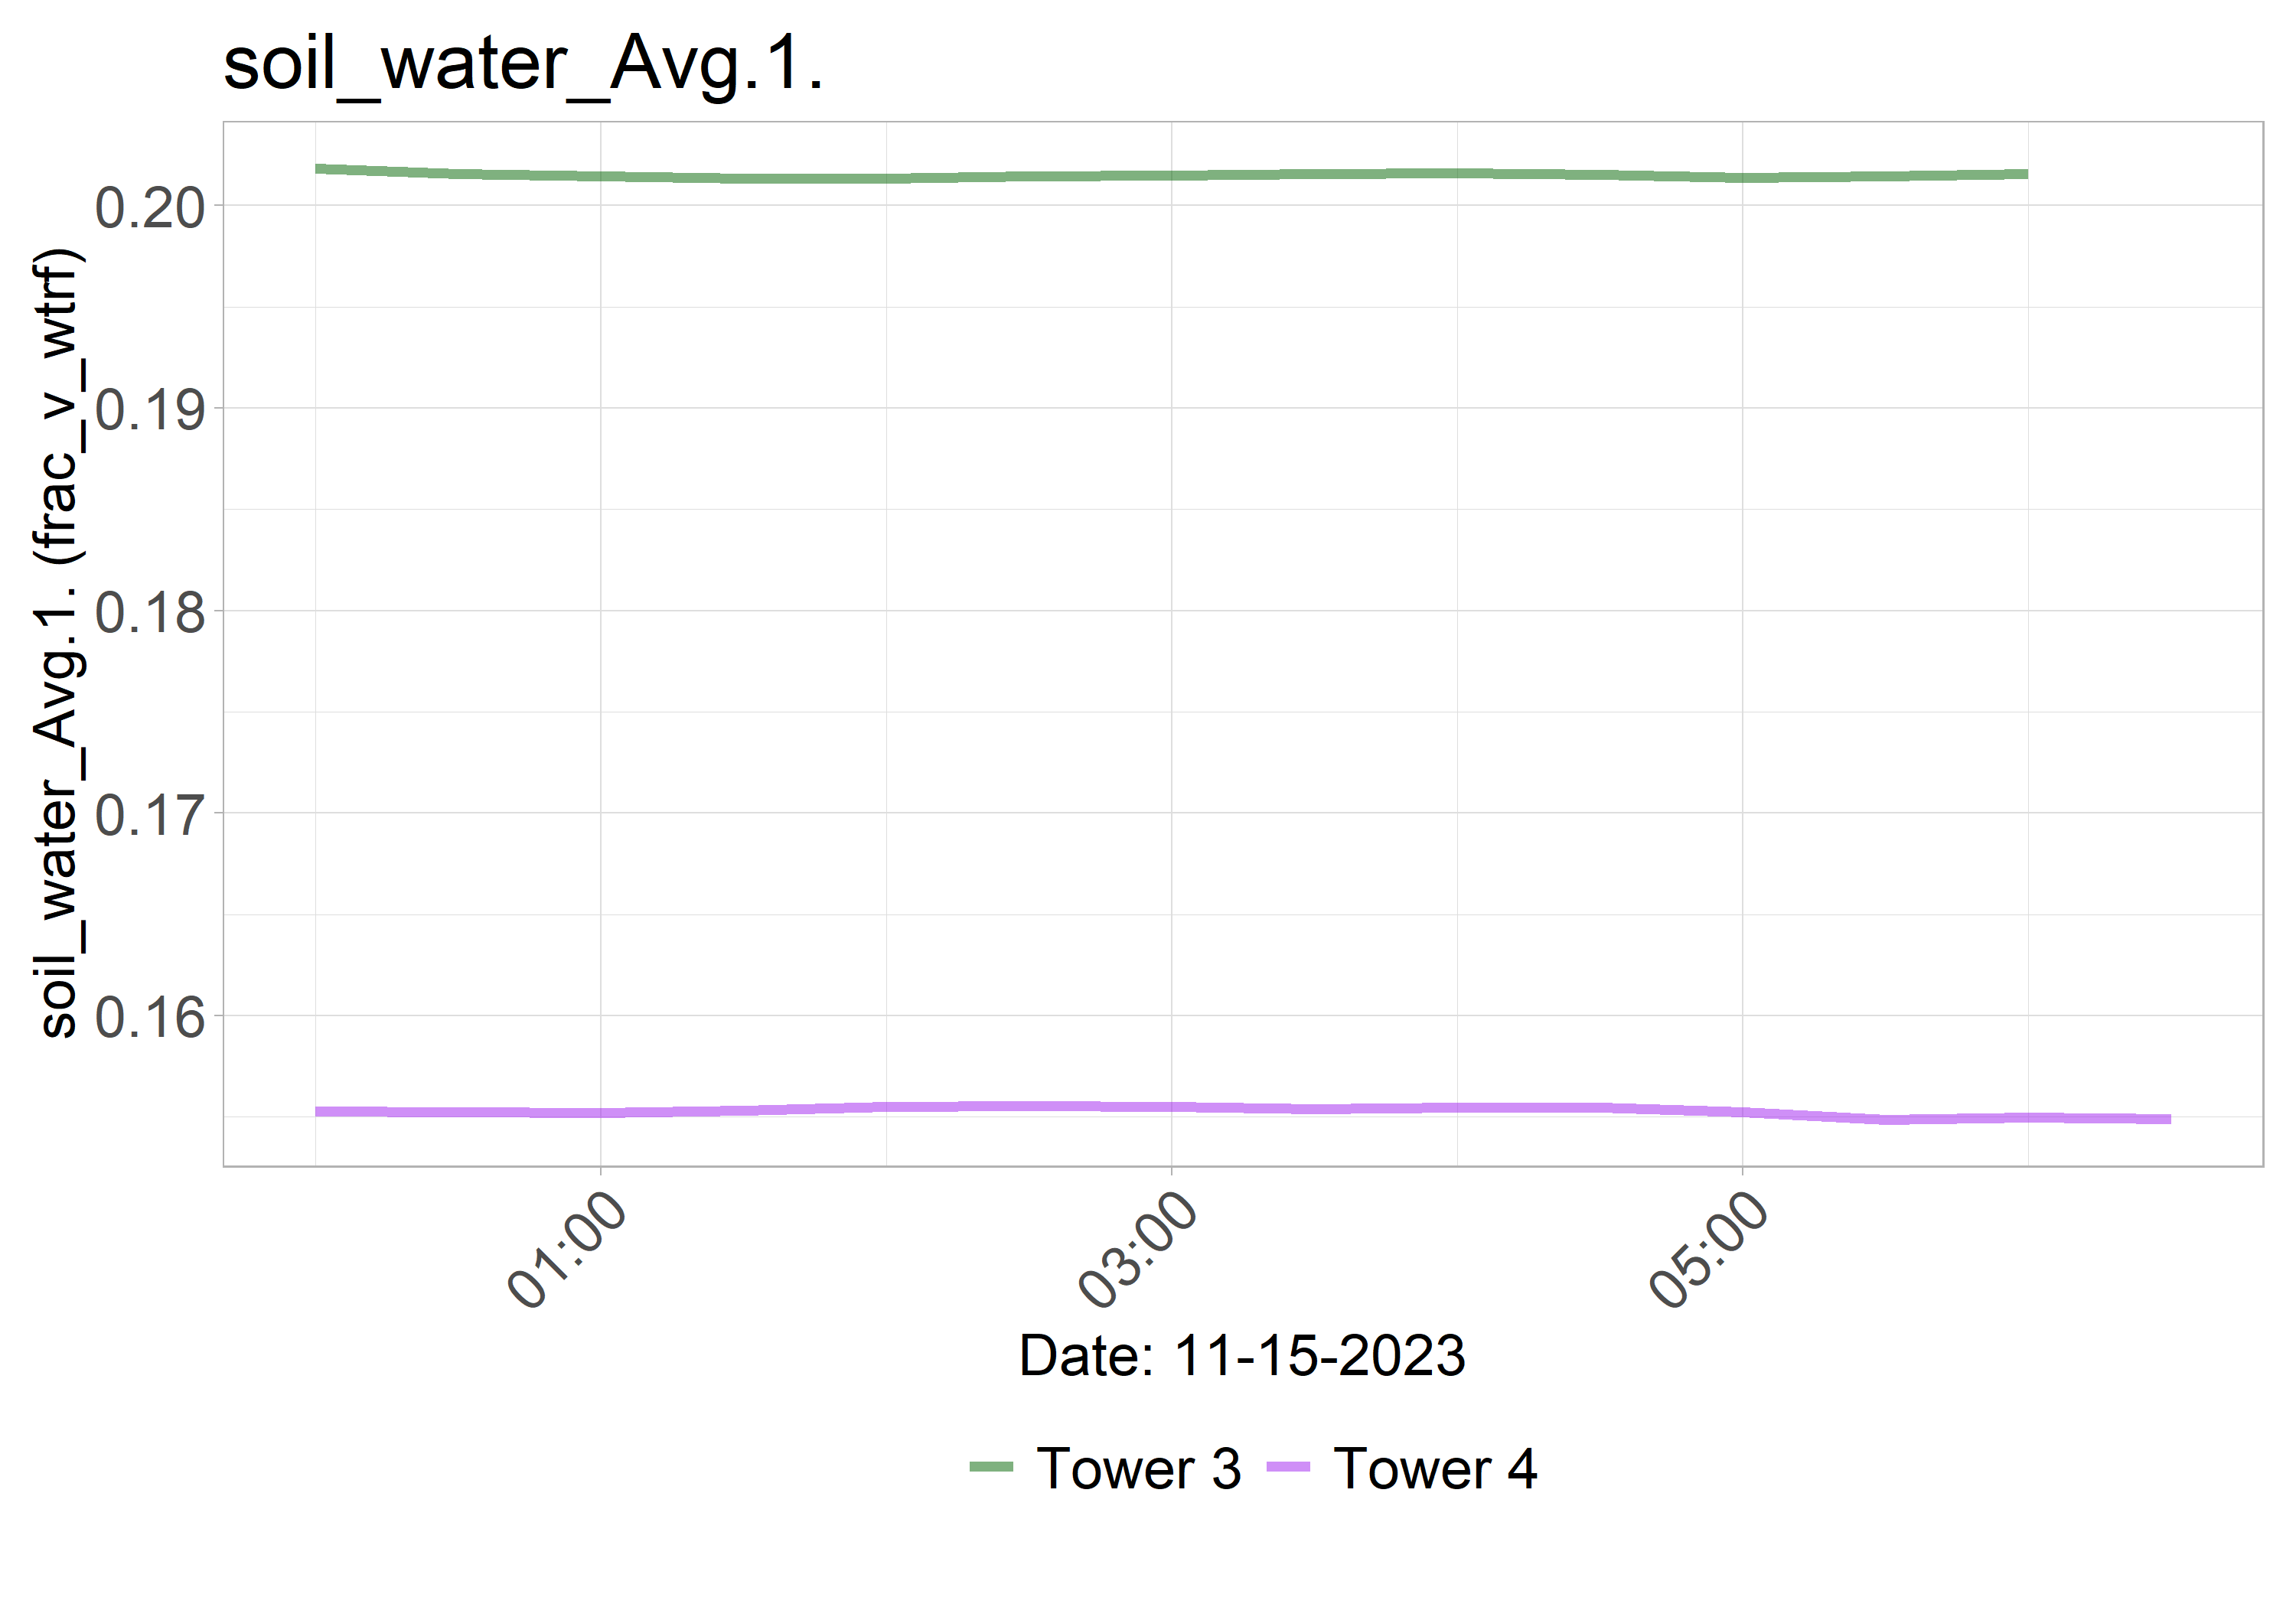 soil_water_Avg.1.
soil_water_Avg.1. (frac_v_wtrf)
0.20
0.19
0.18
0.17
0.16
01:00
03:00
05:00
Date: 11-15-2023
Tower 3
Tower 4